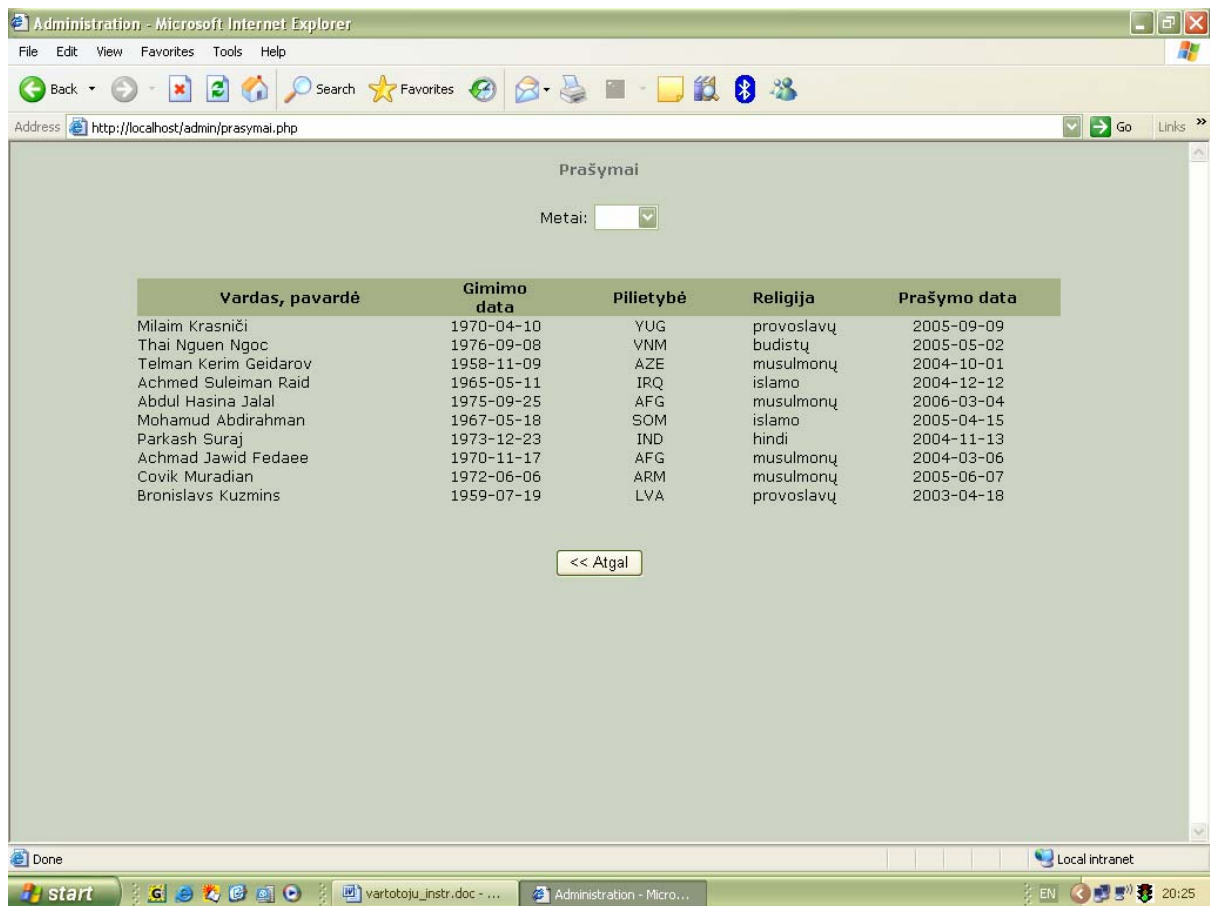 Administration - Microsoft Internet Explorer
File Edit View Favorites Tools Help
Back Search Favorites
Address http://localhost/admin/prasymai.php Go Links »
Prašymai
Metai:
Vardas, pavardė Gimimo data Pilietybė Religija Prašymo data
Milaim Krasniči 1970-04-10 YUG provoslavų 2005-09-09
Thai Nguen Ngoc 1976-09-08 VNM budistų 2005-05-02
Telman Kerim Geidarov 1958-11-09 AZE musulmonų 2004-10-01
Achmed Suleiman Raid 1965-05-11 IRQ islamo 2004-12-12
Abdul Hasina Jalal 1975-09-25 AFG musulmonų 2006-03-04
Mohamud Abdirahman 1967-05-18 SOM islamo 2005-04-15
Parkash Suraj 1973-12-23 IND hindi 2004-11-13
Achmad Jawid Fedaee 1970-11-17 AFG musulmonų 2004-03-06
Covik Muradian 1972-06-06 ARM musulmonų 2005-06-07
Bronislavs Kuzmins 1959-07-19 LVA provoslavų 2003-04-18
<< Atgal
Done Local intranet
start vartotoju_instr.doc - ... Administration - Micro... EN 20:25